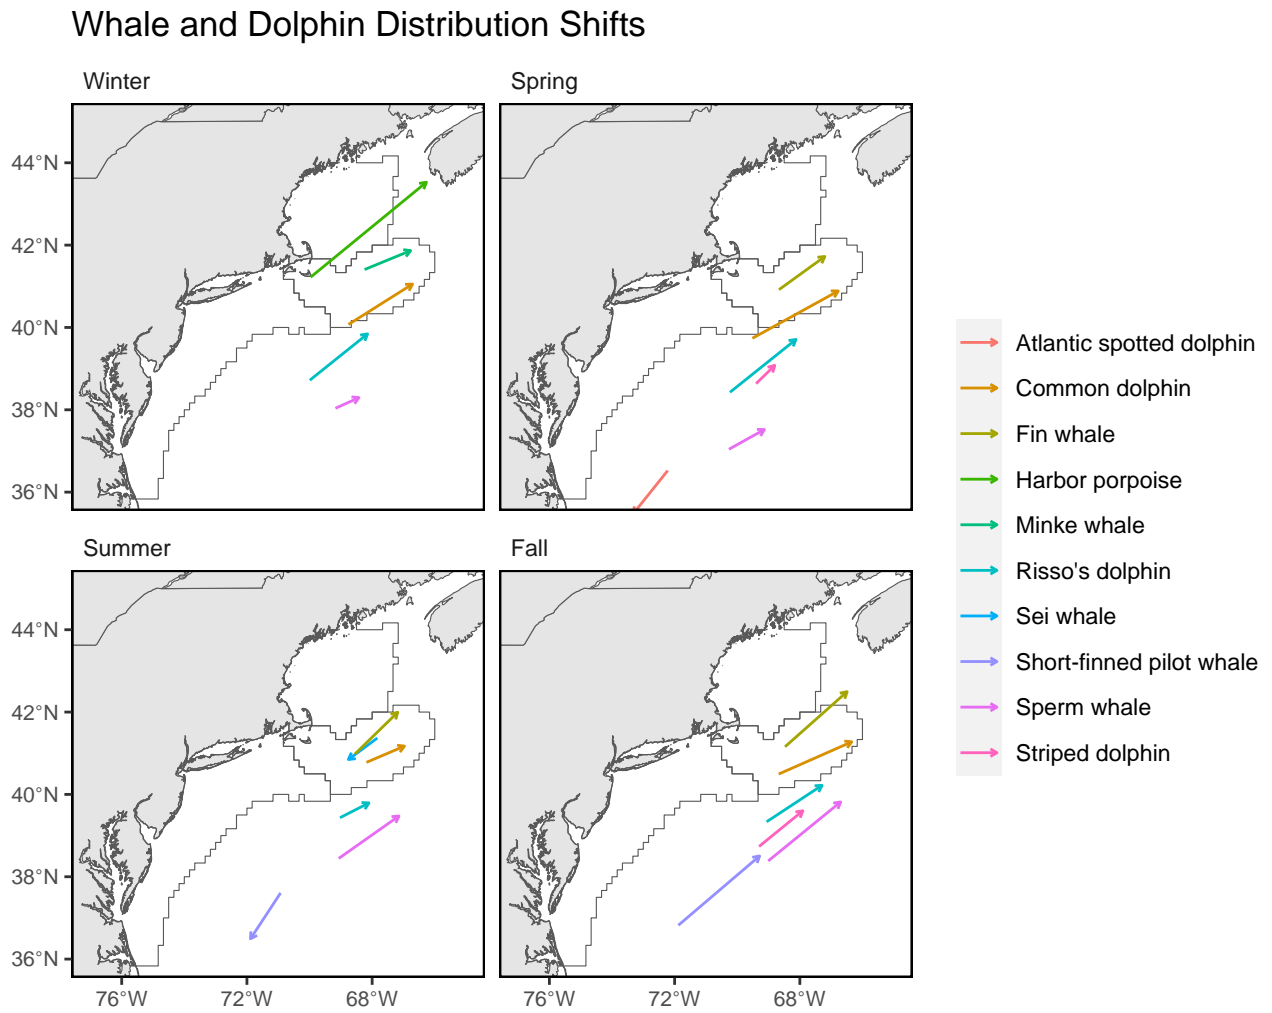 Whale and Dolphin Distribution Shifts
Winter
Spring
44°N
42°N
40°N
38°N
36°N
Summer
Fall
44°N
42°N
40°N
38°N
36°N
76°W
72°W
68°W
76°W
72°W
68°W
Atlantic spotted dolphin
Common dolphin
Fin whale
Harbor porpoise
Minke whale
Risso's dolphin
Sei whale
Short-finned pilot whale
Sperm whale
Striped dolphin